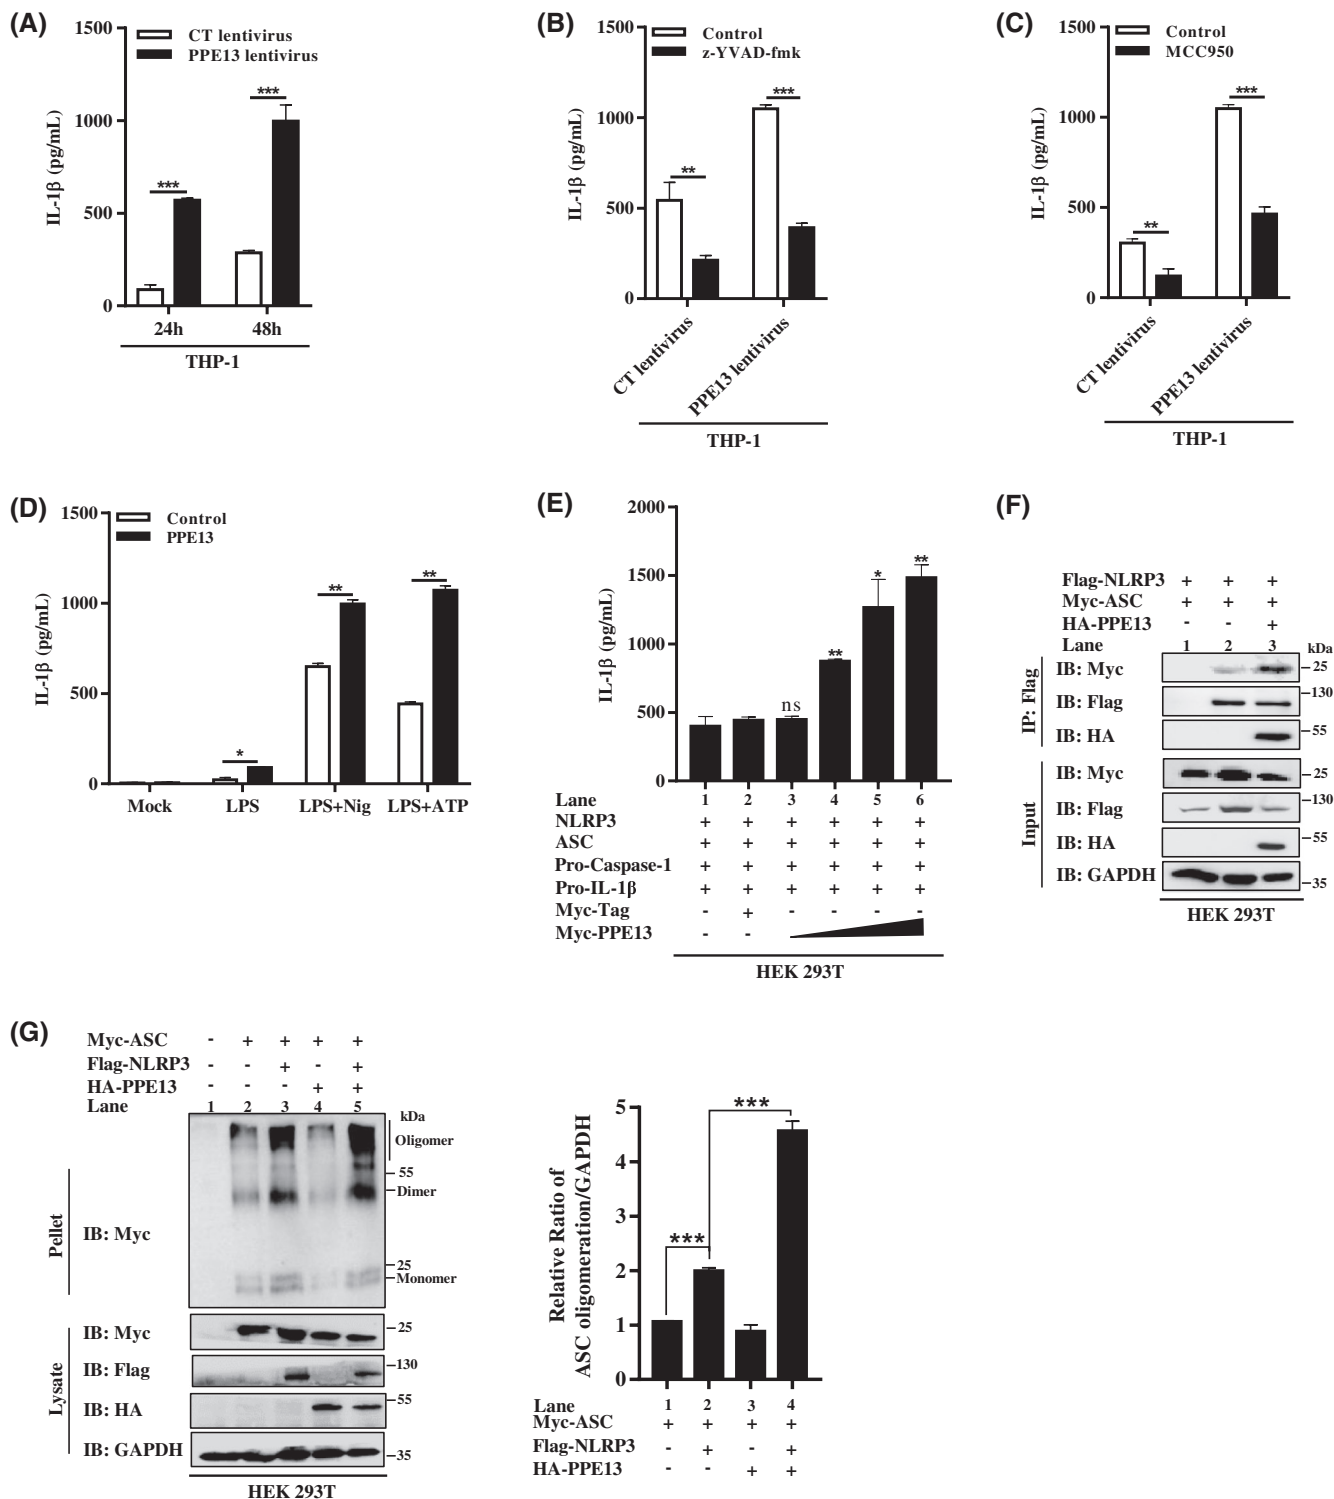 (A)
1500
1000
500
0
IL-1β (pg/mL)
CT lentivirus
PPE13 lentivirus
***
***
24h 48h
THP-1
(B)
1500
1000
500
0
IL-1β (pg/mL)
Control
z-YVAD-fmk
**
***
CT lentivirus
PPE13 lentivirus
THP-1
(C)
1500
1000
500
0
IL-1β (pg/mL)
Control
MCC950
**
***
CT lentivirus
PPE13 lentivirus
THP-1
(D)
1500
1000
500
0
IL-1β (pg/mL)
Control
PPE13
*
**
**
Mock LPS LPS+Nig LPS+ATP
(E)
2000
1500
1000
500
0
IL-1β (pg/mL)
ns ** * **
Lane 1 2 3 4 5 6
NLRP3 + + + + + +
ASC + + + + + +
Pro-Caspase-1 + + + + + +
Pro-IL-1β + + + + + +
Myc-Tag - + - - - -
Myc-PPE13 - -
HEK 293T
(F)
Flag-NLRP3 + + +
Myc-ASC + + +
HA-PPE13 - - +
Lane 1 2 3 kDa
IP: Flag
IB: Myc 25
IB: Flag 130
IB: HA 55
Input
IB: Myc 25
IB: Flag 130
IB: HA 55
IB: GAPDH 35
HEK 293T
(G)
Myc-ASC - + + + +
Flag-NLRP3 - - + - +
HA-PPE13 - - - + +
Lane 1 2 3 4 5
kDa
Oligomer
55
Dimer
Pellet
IB: Myc
25
Monomer
Lysate
IB: Myc 25
IB: Flag 130
IB: HA 55
IB: GAPDH 35
HEK 293T
5
4
3
2
1
0
Relative Ratio of
ASC oligomeration/GAPDH
***
***
Lane 1 2 3 4
Myc-ASC + + + +
Flag-NLRP3 - + - +
HA-PPE13 - - + +